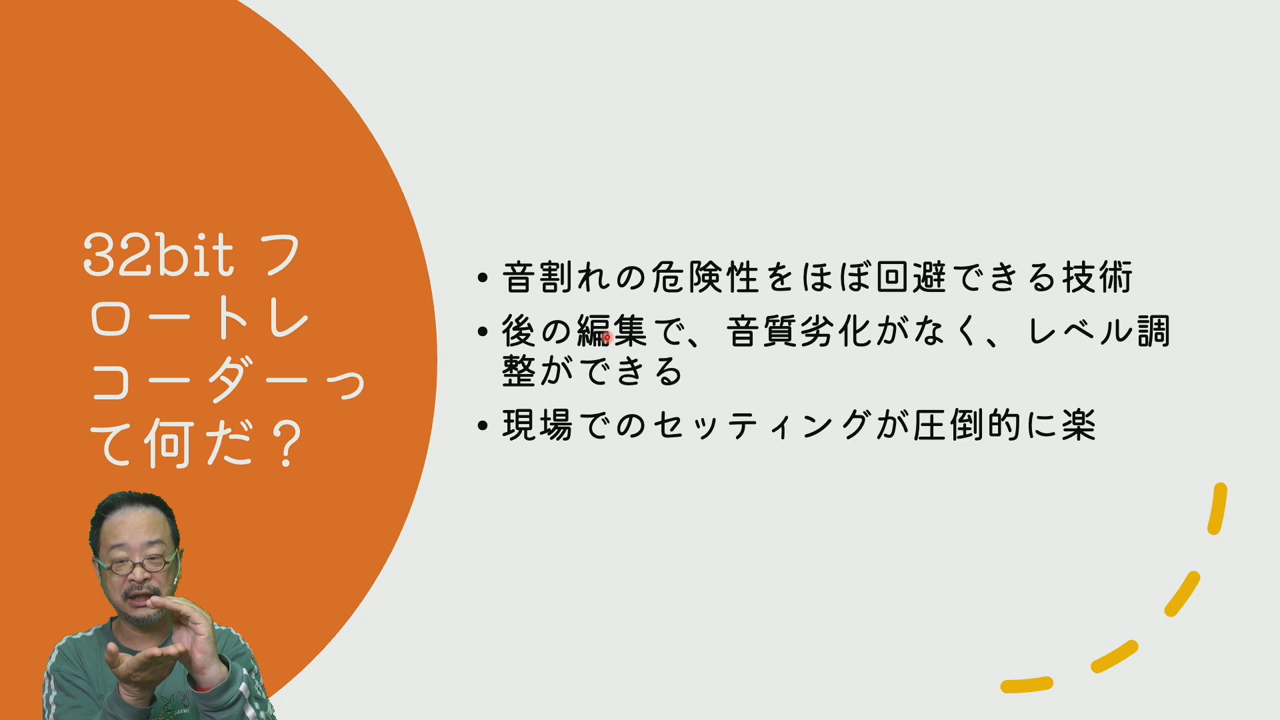 32bit フ
ロートレ
コーダーっ
て何だ？
• 音割れの危険性をほぼ回避できる技術
• 後の編集で、音質劣化がなく、レベル調
整ができる
• 現場でのセッティングが圧倒的に楽